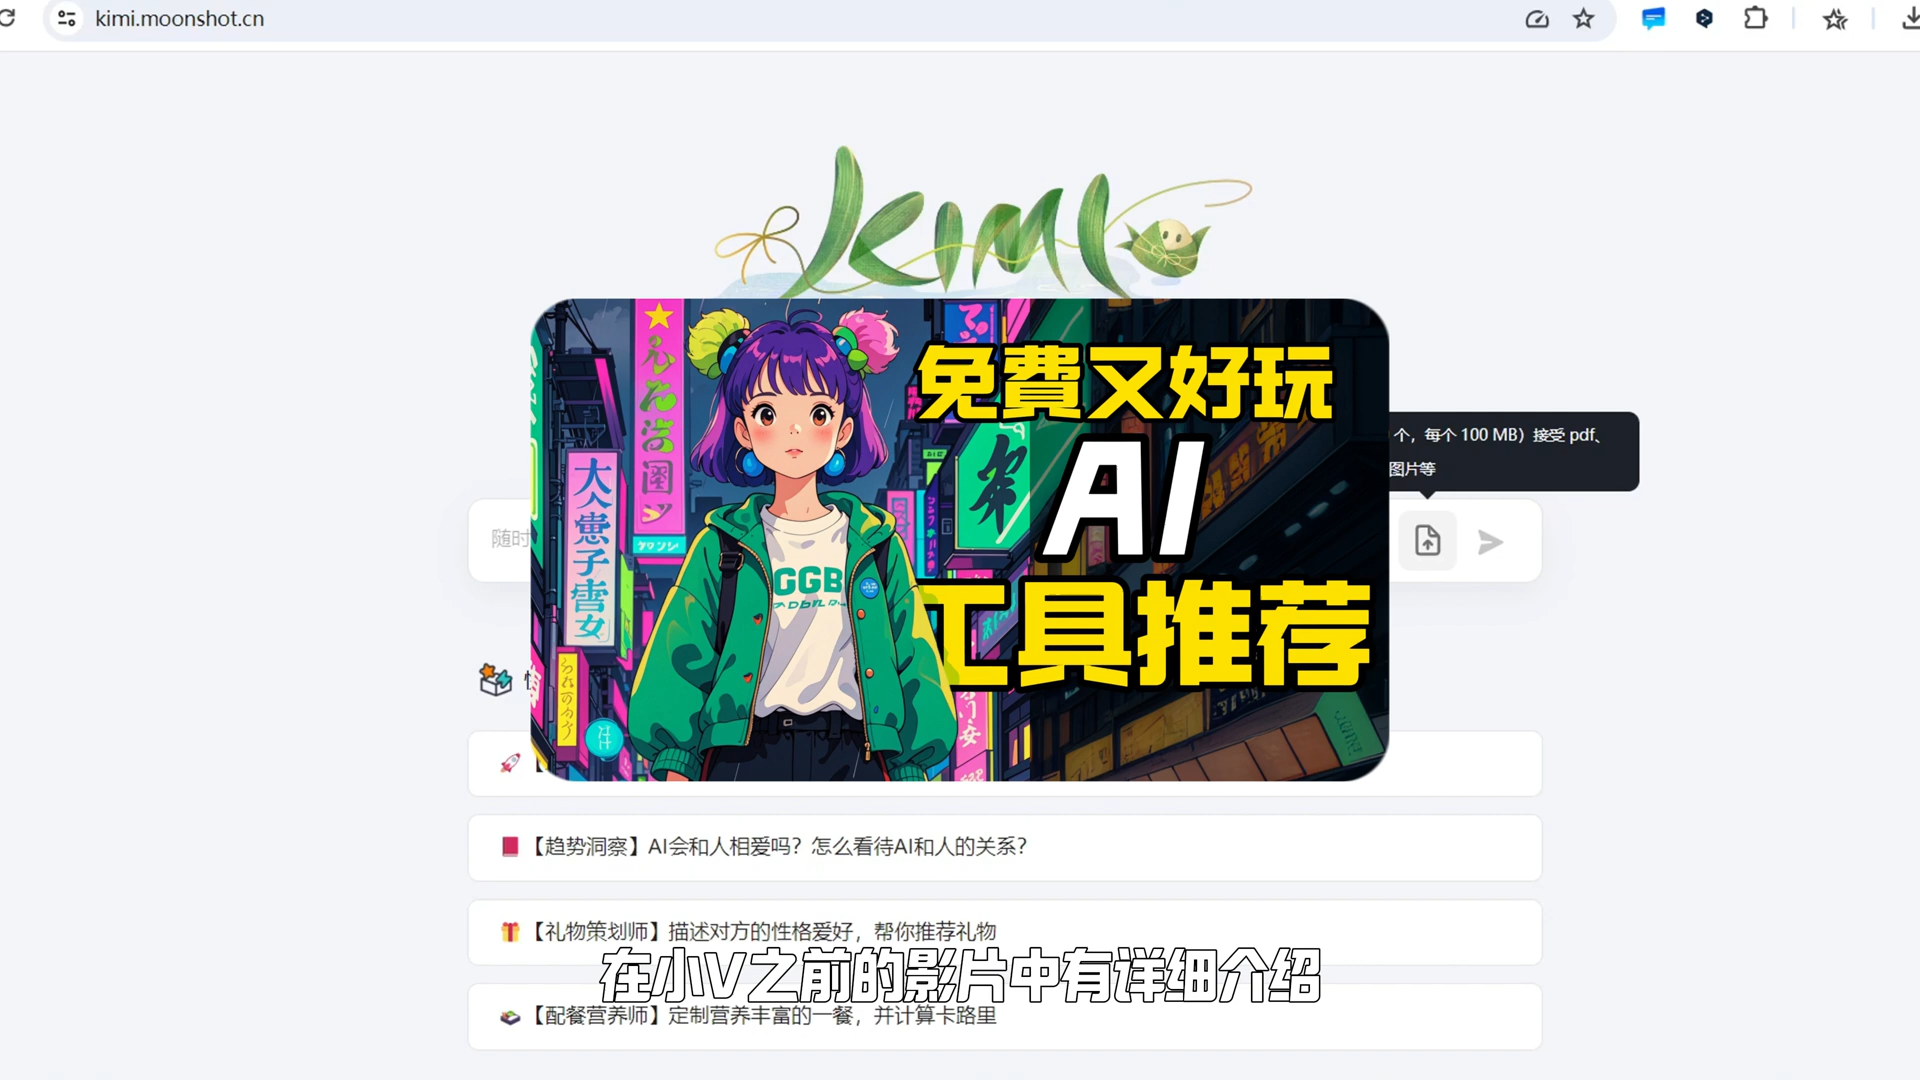 kimi.moonshot.cn
KIMI
免費又好玩
AI
工具推荐
大人患子害女
GGB
个，每个 100 MB）接受 pdf、
图片等
随时
【趋势洞察】AI会和人相爱吗？怎么看待AI和人的关系？
【礼物策划师】描述对方的性格爱好，帮你推荐礼物
在小V之前的影片中有详细介绍
【配餐营养师】定制营养丰富的一餐，并计算卡路里